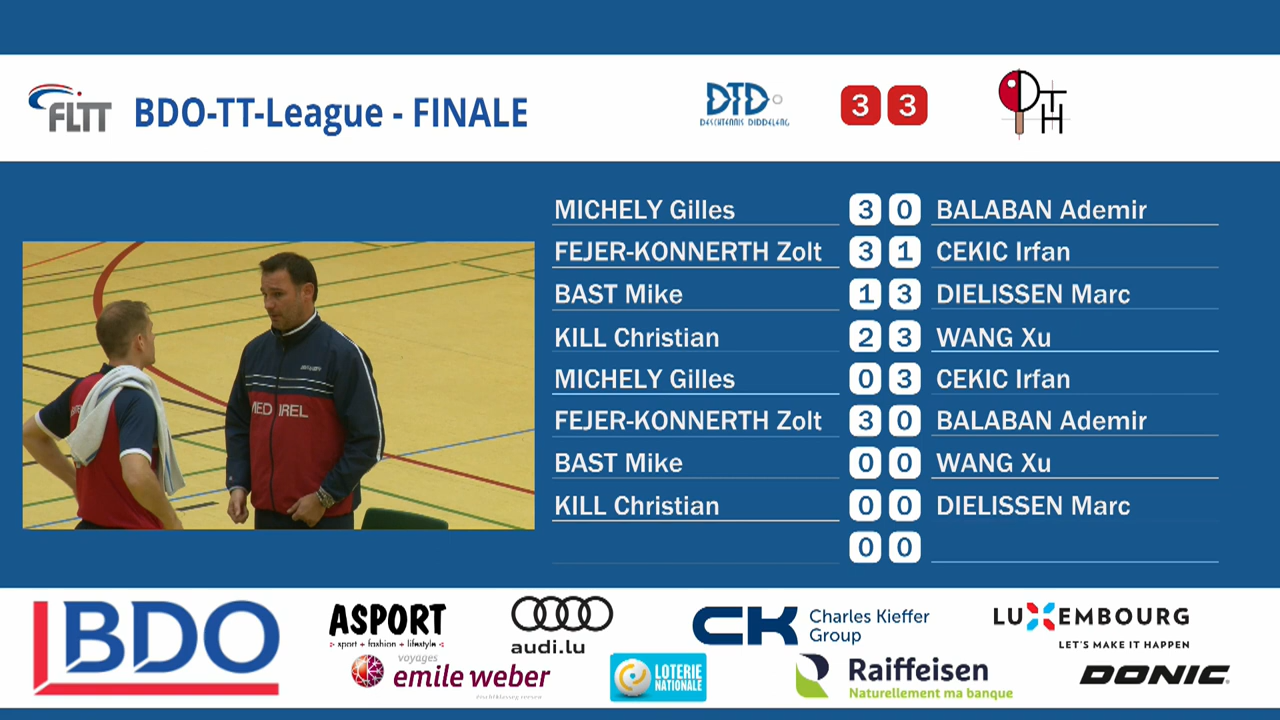 FLTT
BDO-TT-League - FINALE
DTD
DËSCHTENNIS DIDDELENG
3 3
DTH
MICHELY Gilles 3 0 BALABAN Ademir
FEJER-KONNERTH Zolt 3 1 CEKIC Irfan
BAST Mike 1 3 DIELISSEN Marc
KILL Christian 2 3 WANG Xu
MICHELY Gilles 0 3 CEKIC Irfan
FEJER-KONNERTH Zolt 3 0 BALABAN Ademir
BAST Mike 0 0 WANG Xu
KILL Christian 0 0 DIELISSEN Marc
0 0
BDO
ASPORT
sport + fashion + lifestyle
audi.lu
CK Charles Kieffer
Group
LUXEMBOURG
LET'S MAKE IT HAPPEN
voyages
emile weber
LOTERIE
NATIONALE
Raiffeisen
Naturellement ma banque
DONIC